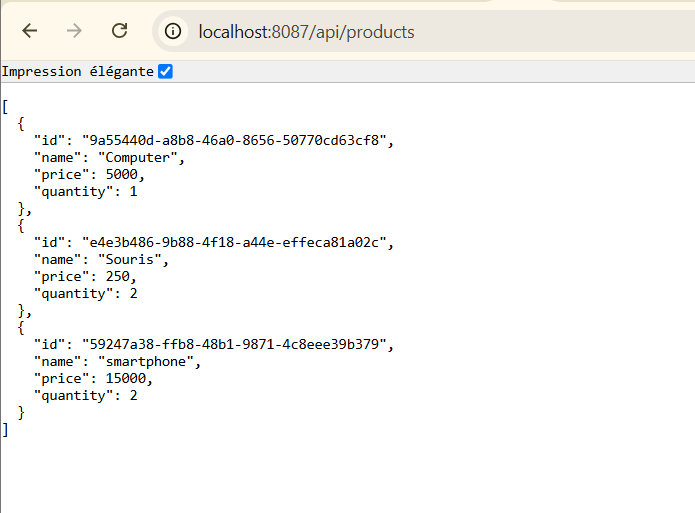 localhost:8087/api/products
Impression élégante
[
  {
    "id": "9a55440d-a8b8-46a0-8656-50770cd63cf8",
    "name": "Computer",
    "price": 5000,
    "quantity": 1
  },
  {
    "id": "e4e3b486-9b88-4f18-a44e-effeca81a02c",
    "name": "Souris",
    "price": 250,
    "quantity": 2
  },
  {
    "id": "59247a38-ffb8-48b1-9871-4c8eee39b379",
    "name": "smartphone",
    "price": 15000,
    "quantity": 2
  }
]